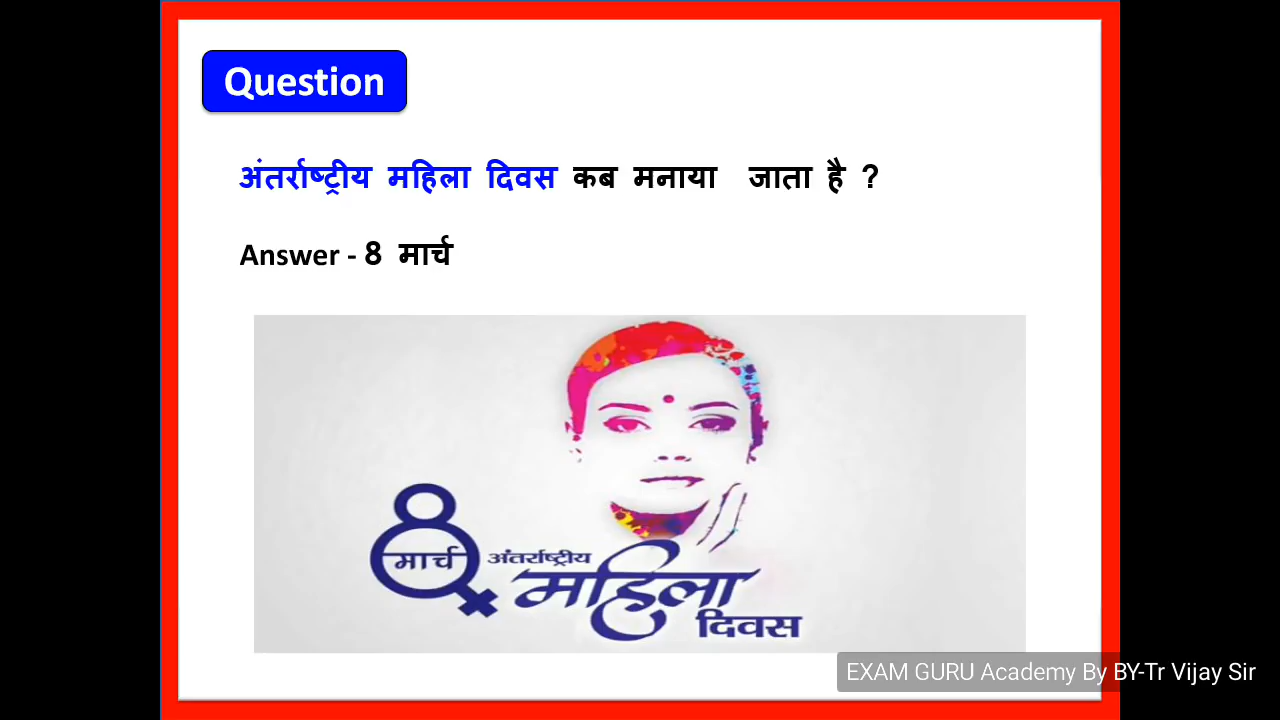 Question
अंतर्राष्ट्रीय महिला दिवस कब मनाया जाता है ?
Answer - 8 मार्च
मार्च
अंतर्राष्ट्रीय
महिला
दिवस
EXAM GURU Academy By BY-Tr Vijay Sir